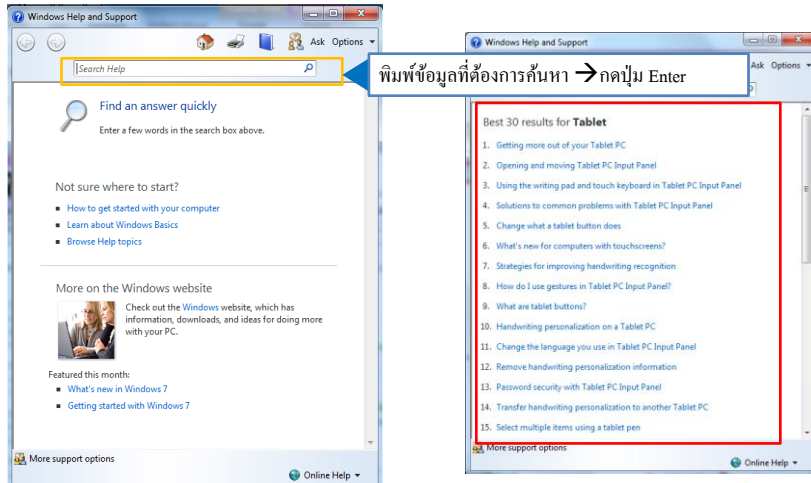 Windows Help and Support
Ask Options
Search Help
Find an answer quickly
Enter a few words in the search box above.
Not sure where to start?
How to get started with your computer
Learn about Windows Basics
Browse Help topics
More on the Windows website
Check out the Windows website, which has
information, downloads, and ideas for doing more
with your PC.
Featured this month:
What's new in Windows 7
Getting started with Windows 7
More support options
Online Help
พิมพ์ข้อมูลที่ต้องการค้นหา → กดปุ่ม Enter
Windows Help and Support
Ask Options
Best 30 results for Tablet
1. Getting more out of your Tablet PC
2. Opening and moving Tablet PC Input Panel
3. Using the writing pad and touch keyboard in Tablet PC Input Panel
4. Solutions to common problems with Tablet PC Input Panel
5. Change what a tablet button does
6. What's new for computers with touchscreens?
7. Strategies for improving handwriting recognition
8. How do I use gestures in Tablet PC Input Panel?
9. What are tablet buttons?
10. Handwriting personalization on a Tablet PC
11. Change the language you use in Tablet PC Input Panel
12. Remove handwriting personalization information
13. Password security with Tablet PC Input Panel
14. Transfer handwriting personalization to another Tablet PC
15. Select multiple items using a tablet pen
More support options
Online Help